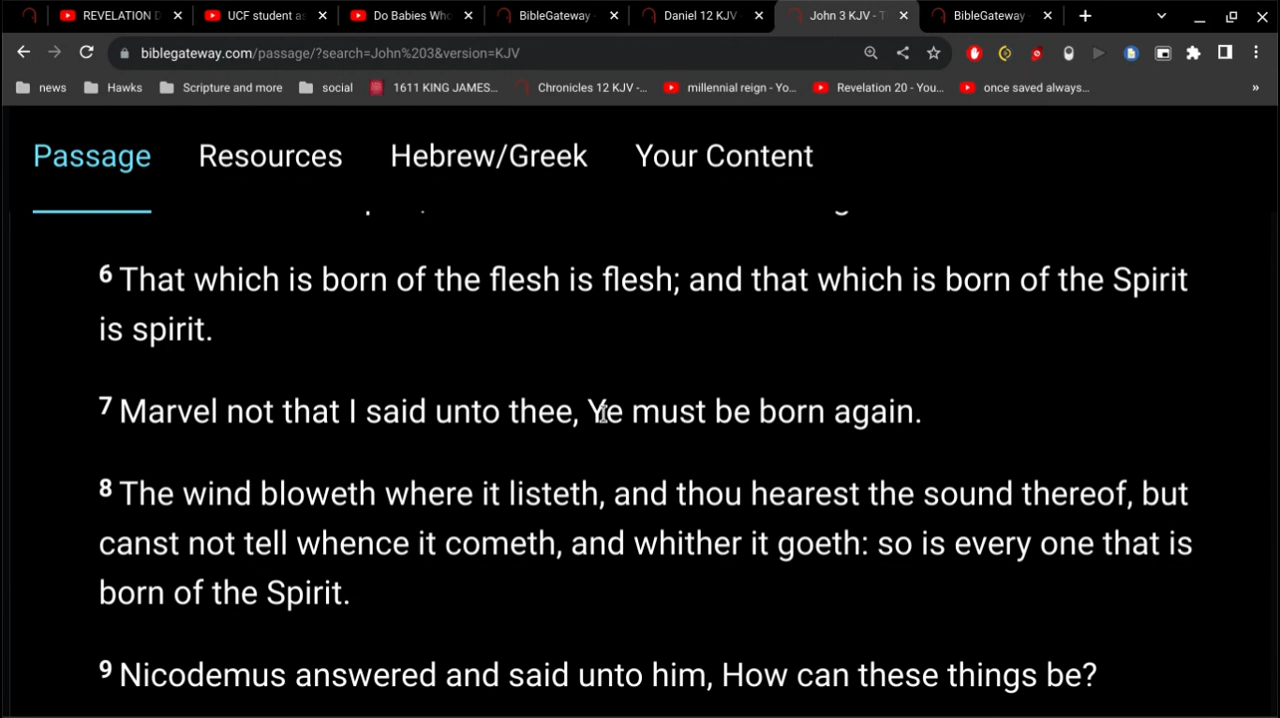 REVELATION D
UCF student a
Do Babies Who
BibleGateway
Daniel 12 KJV
John 3 KJV - T
BibleGateway
biblegateway.com/passage/?search=John%203&version=KJV
news
Hawks
Scripture and more
social
1611 KING JAMES...
Chronicles 12 KJV -...
millennial reign - Yo...
Revelation 20 - You...
once saved always...
»
Passage Resources Hebrew/Greek Your Content
6 That which is born of the flesh is flesh; and that which is born of the Spirit
is spirit.
7 Marvel not that I said unto thee, Ye must be born again.
8 The wind bloweth where it listeth, and thou hearest the sound thereof, but
canst not tell whence it cometh, and whither it goeth: so is every one that is
born of the Spirit.
9 Nicodemus answered and said unto him, How can these things be?